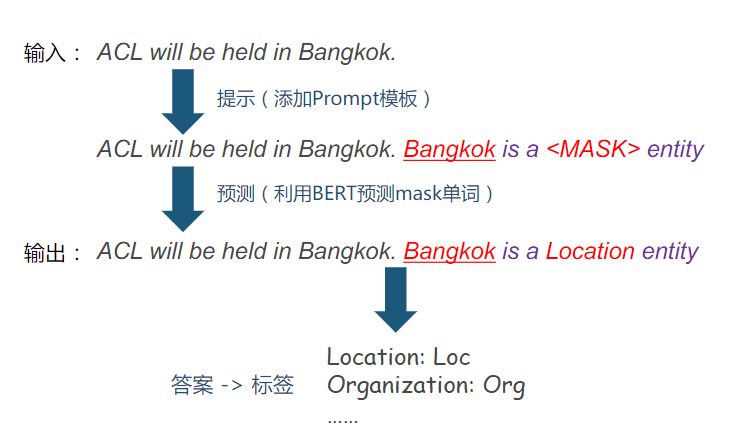 输入： ACL will be held in Bangkok.
提示（添加Prompt模板）
ACL will be held in Bangkok. Bangkok is a <MASK> entity
预测（利用BERT预测mask单词）
输出： ACL will be held in Bangkok. Bangkok is a Location entity
Location: Loc
答案 -> 标签 Organization: Org
……